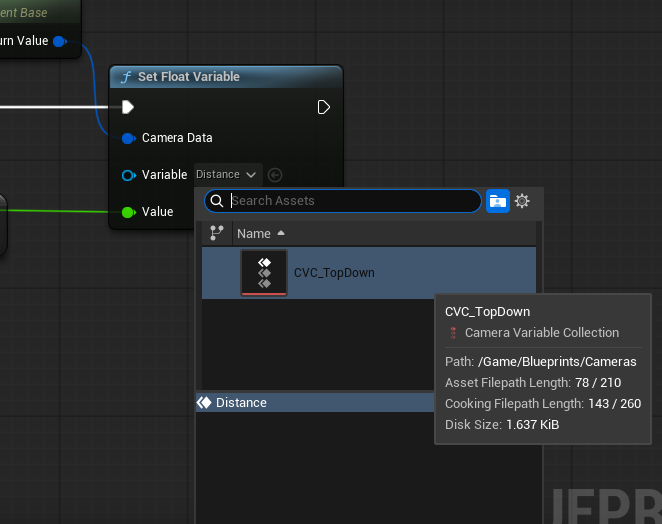 ent Base
urn Value
f Set Float Variable
Camera Data
Variable Distance
Value
Search Assets
Name
CVC_TopDown
CVC_TopDown
Camera Variable Collection
Path: /Game/Blueprints/Cameras
Asset Filepath Length: 78 / 210
Cooking Filepath Length: 143 / 260
Disk Size: 1.637 KiB
Distance